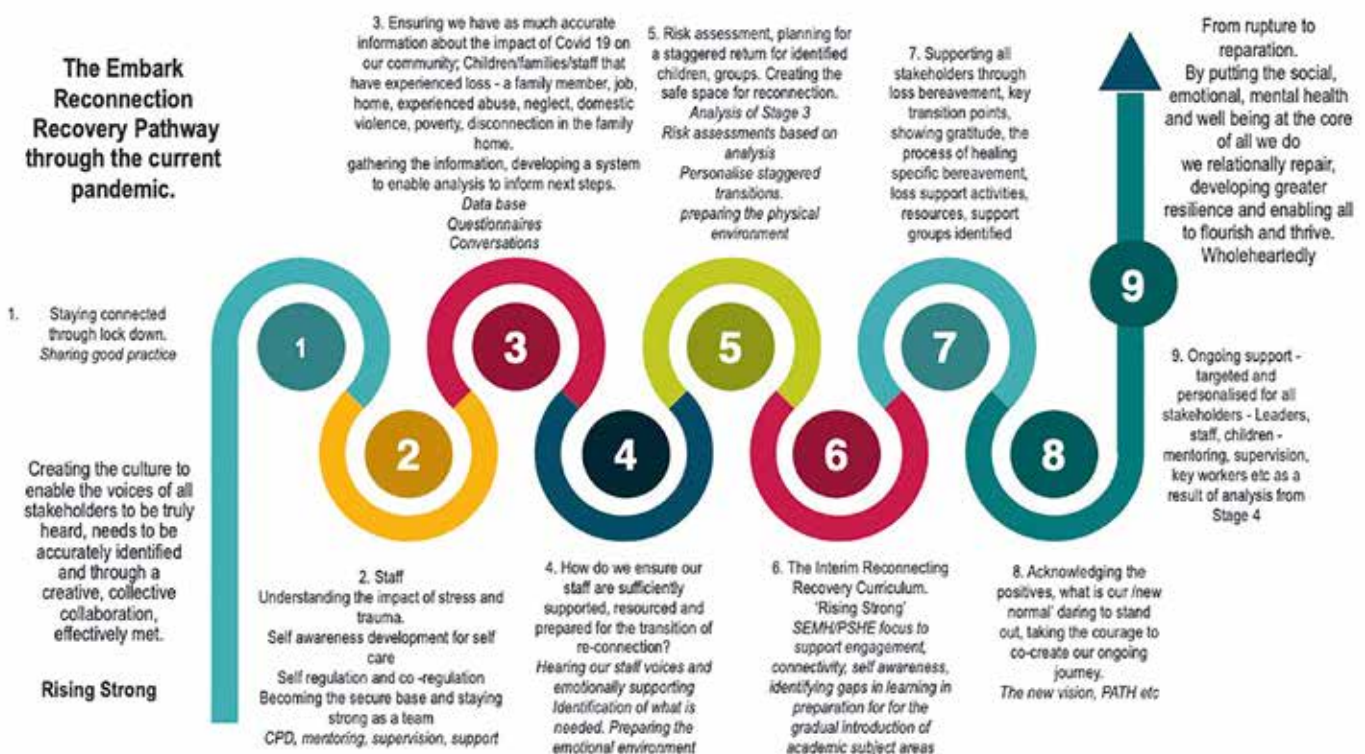 The Embark
Reconnection
Recovery Pathway
through the current
pandemic.
1. Staying connected
through lock down.
Sharing good practice
Creating the culture to
enable the voices of all
stakeholders to be truly
heard, needs to be
accurately identified
and through a
creative, collective
collaboration,
effectively met.
Rising Strong
1
2
2. Staff
Understanding the impact of stress and
trauma.
Self awareness development for self
care
Self regulation and co -regulation
Becoming the secure base and staying
strong as a team
CPD, mentoring, supervision, support
3. Ensuring we have as much accurate
information about the impact of Covid 19 on
our community; Children/families/staff that
have experienced loss - a family member, job,
home, experienced abuse, neglect, domestic
violence, poverty, disconnection in the family
home.
gathering the information, developing a system
to enable analysis to inform next steps.
Data base
Questionnaires
Conversations
3
4
4. How do we ensure our
staff are sufficiently
supported, resourced and
prepared for the transition of
re-connection?
Hearing our staff voices and
emotionally supporting
Identification of what is
needed. Preparing the
emotional environment
5. Risk assessment, planning for
a staggered return for identified
children, groups. Creating the
safe space for reconnection.
Analysis of Stage 3
Risk assessments based on
analysis
Personalise staggered
transitions.
preparing the physical
environment
5
6
6. The Interim Reconnecting
Recovery Curriculum.
'Rising Strong'
SEMH/PSHE focus to
support engagement,
connectivity, self awareness,
identifying gaps in learning in
preparation for for the
gradual introduction of
academic subject areas
7. Supporting all
stakeholders through
loss bereavement, key
transition points,
showing gratitude, the
process of healing
specific bereavement,
loss support activities,
resources, support
groups identified
7
8
8. Acknowledging the
positives, what is our /new
normal' daring to stand
out, taking the courage to
co-create our ongoing
journey.
The new vision, PATH etc
9
9. Ongoing support -
targeted and
personalised for all
stakeholders - Leaders,
staff, children -
mentoring, supervision,
key workers etc as a
result of analysis from
Stage 4
From rupture to
reparation.
By putting the social,
emotional, mental health
and well being at the core
of all we do
we relationally repair,
developing greater
resilience and enabling all
to flourish and thrive.
Wholeheartedly